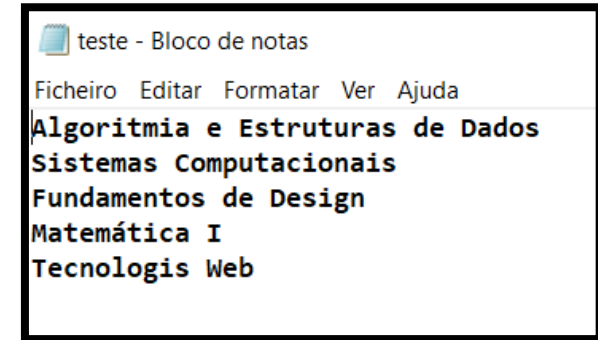 teste - Bloco de notas
Ficheiro Editar Formatar Ver Ajuda
Algoritmia e Estruturas de Dados
Sistemas Computacionais
Fundamentos de Design
Matemática I
Tecnologis Web